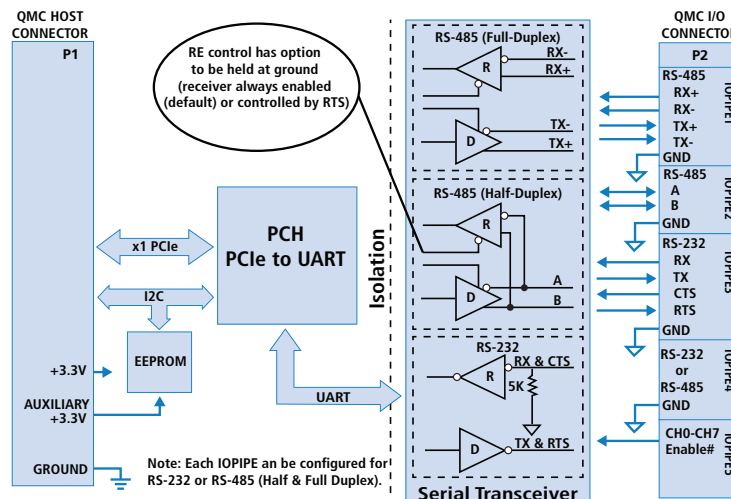 QMC HOST
CONNECTOR
P1
RE control has option
to be held at ground
(receiver always enabled
(default) or controlled by RTS)
x1 PCIe
I2C
PCH
PCIe to UART
EEPROM
+3.3V
AUXILIARY
+3.3V
GROUND
UART
Note: Each IOPIPE an be configured for
RS-232 or RS-485 (Half & Full Duplex).
Isolation
RS-485 (Full-Duplex)
RX-
RX+
R
TX-
TX+
D
RS-485 (Half-Duplex)
R
D
A
B
RS-232
RX & CTS
R
5K
TX & RTS
D
Serial Transceiver
QMC I/O
CONNECTOR
P2
RS-485
RX+
RX-
TX+
TX-
GND
IOPIPE1
RS-485
A
B
GND
IOPIPE2
RS-232
RX
TX
CTS
RTS
GND
IOPIPE3
RS-232
or
RS-485
GND
IOPIPE4
CH0-CH7
Enable#